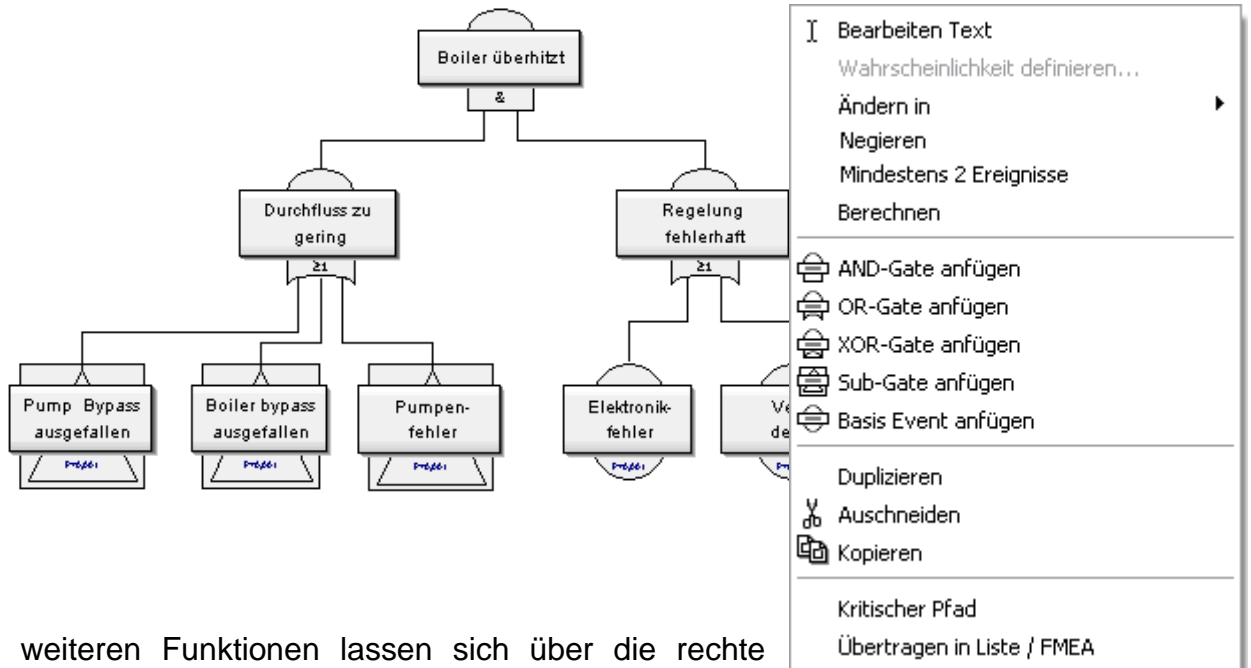 Boiler überhitzt
&
Durchfluss zu
gering
≥1
Regelung
fehlerhaft
≥1
Pump Bypass
ausgefallen
Boiler bypass
ausgefallen
Pumpen-
fehler
Elektronik-
fehler
Bearbeiten Text
Wahrscheinlichkeit definieren...
Ändern in
Negieren
Mindestens 2 Ereignisse
Berechnen
AND-Gate anfügen
OR-Gate anfügen
XOR-Gate anfügen
Sub-Gate anfügen
Basis Event anfügen
Duplizieren
Auschneiden
Kopieren
Kritischer Pfad
Übertragen in Liste / FMEA
weiteren Funktionen lassen sich über die rechte